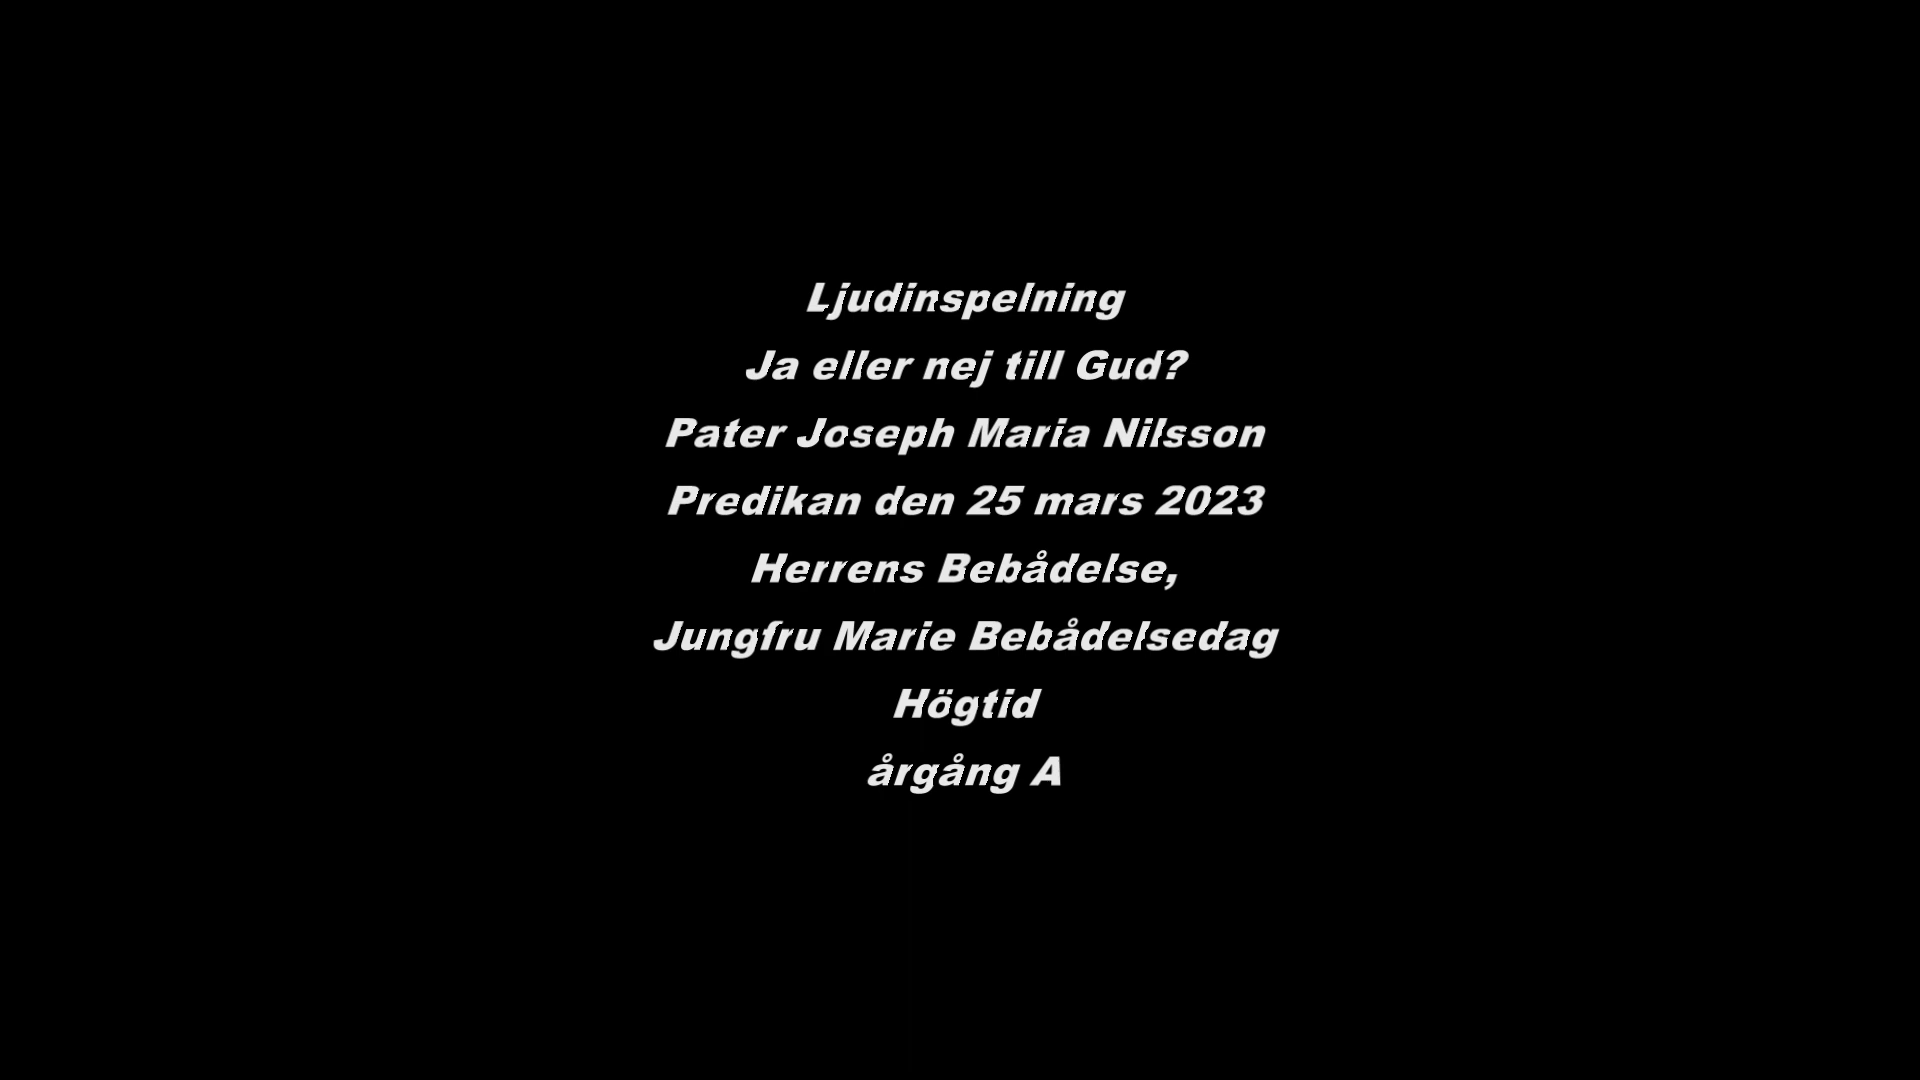 Ljudinspelning
Ja eller nej till Gud?
Pater Joseph Maria Nilsson
Predikan den 25 mars 2023
Herrens Bebådelse,
Jungfru Marie Bebådelsedag
Högtid
årgång A